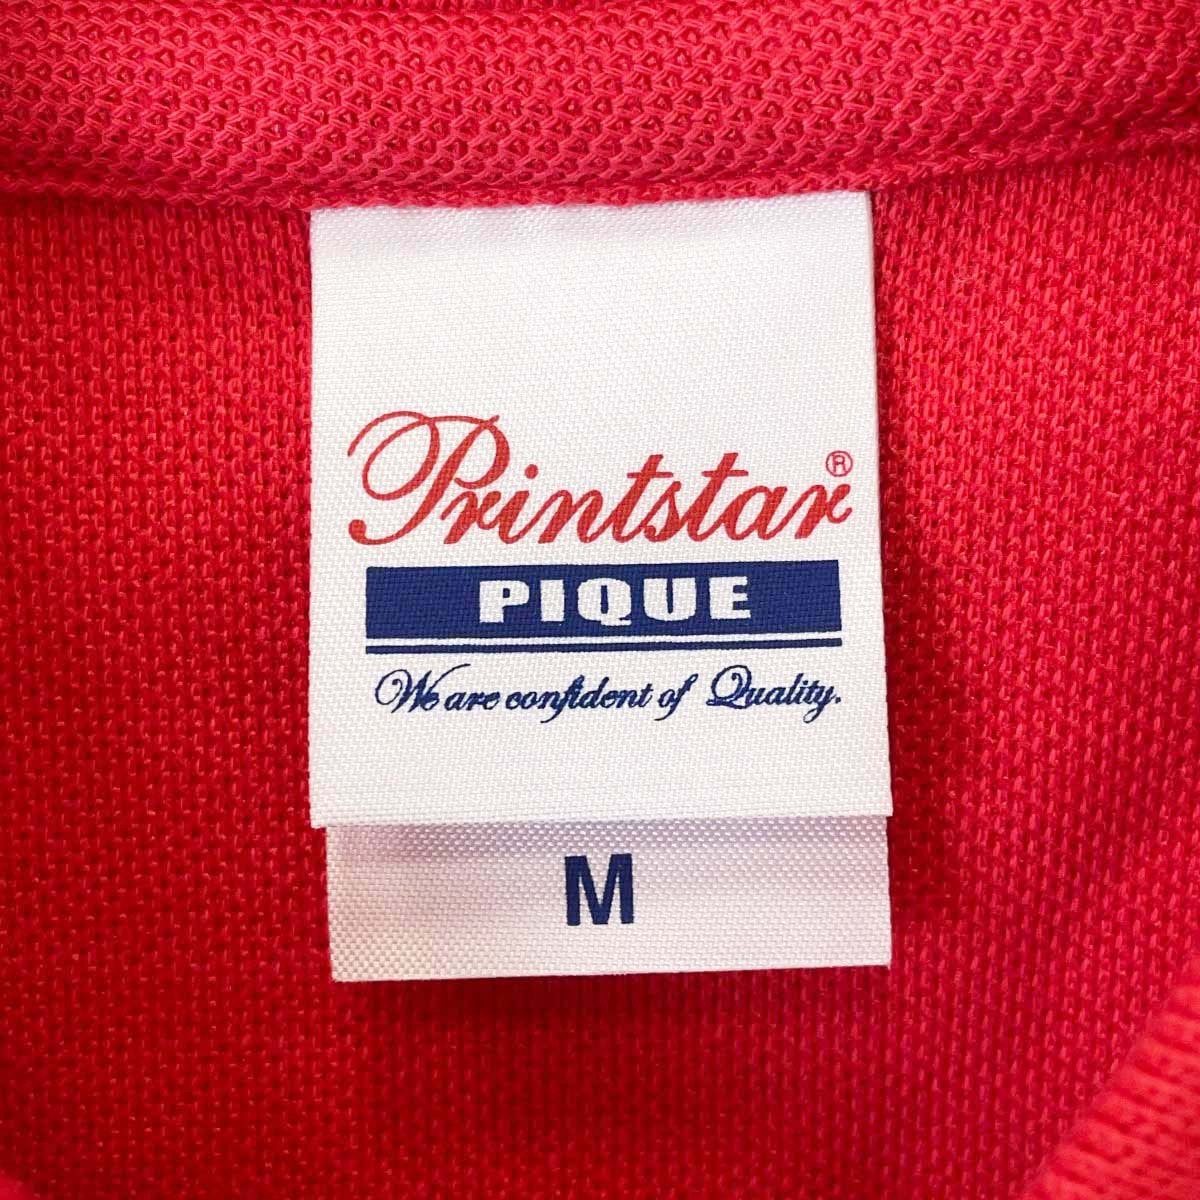 Printstar®
PIQUE
We are confident of Quality.
M